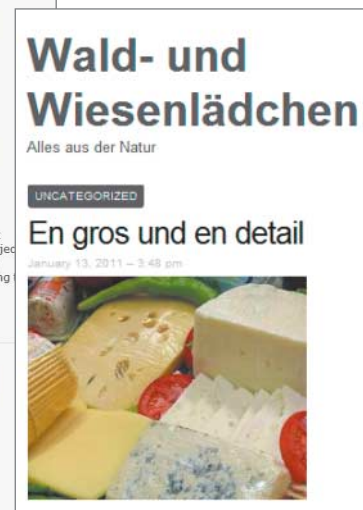 Wald- und
Wiesenlädchen
Alles aus der Natur
UNCATEGORIZED
En gros und en detail
January 13, 2011 – 3:48 pm